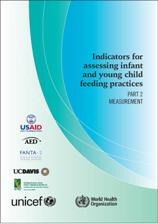 Indicators for
assessing infant
and young child
feeding practices
PART 2
MEASUREMENT
USAID
AED
FANTA-2
UCDAVIS
unicef
World Health
Organization